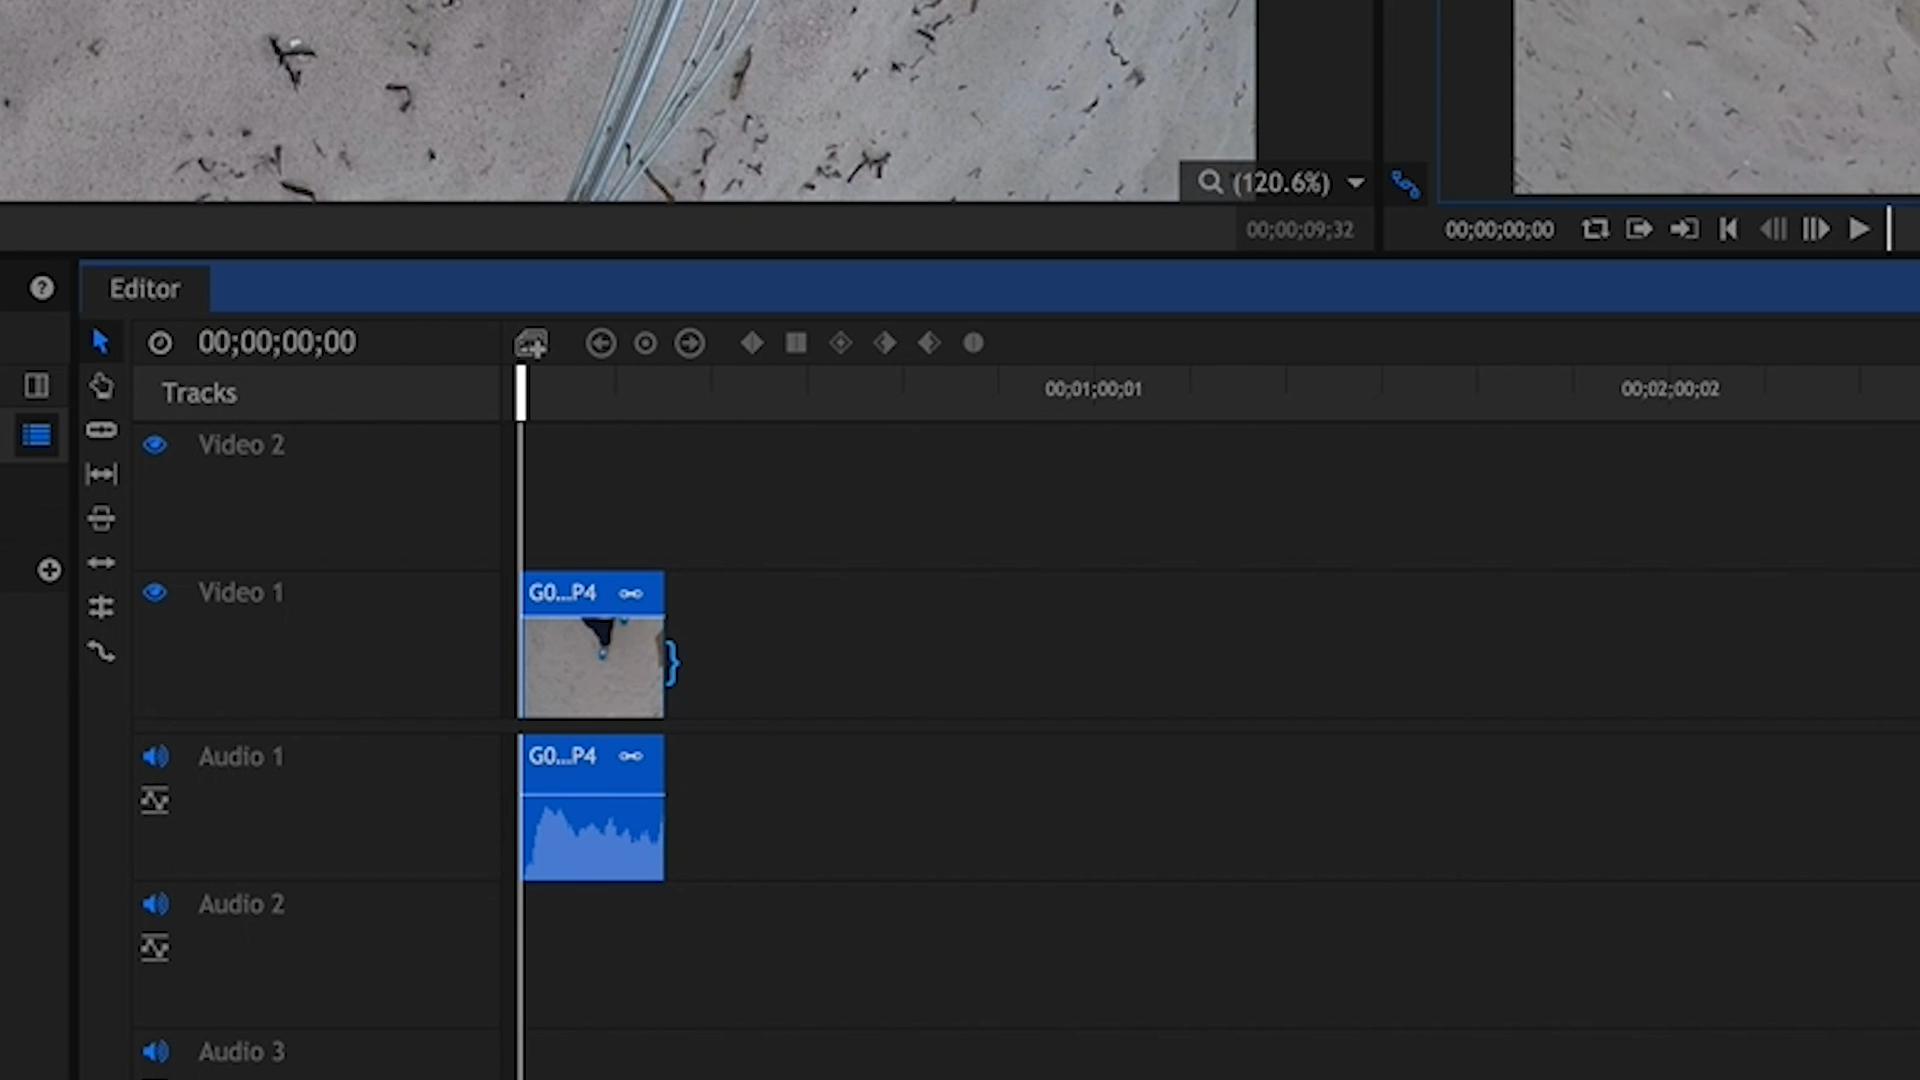 (120.6%)
00;00;09;32
00;00;00;00
Editor
00;00;00;00
Tracks
00;01;00;01
00;02;00;02
Video 2
Video 1
G0...P4
Audio 1
G0...P4
Audio 2
Audio 3